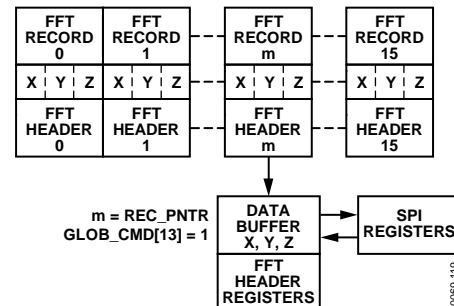 FFT RECORD 0
FFT RECORD 1
FFT RECORD m
FFT RECORD 15
X Y Z X Y Z X Y Z X Y Z
FFT HEADER 0
FFT HEADER 1
FFT HEADER m
FFT HEADER 15
m = REC_PNTR
GLOB_CMD[13] = 1
DATA BUFFER X, Y, Z
SPI REGISTERS
FFT HEADER REGISTERS